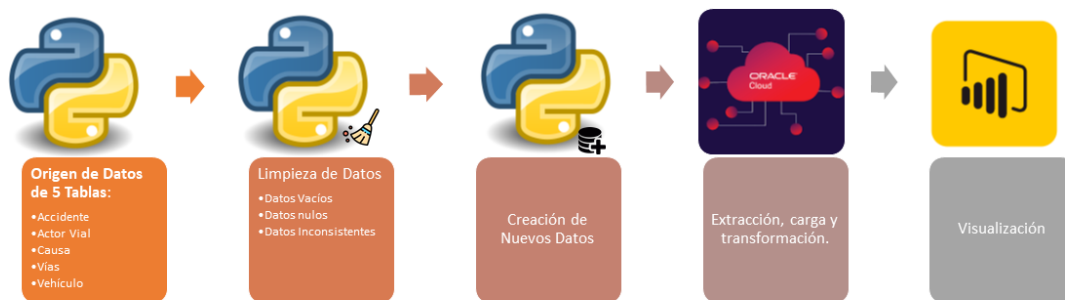 ORACLE
Cloud
Origen de Datos
de 5 Tablas:
•Accidente
•Actor Vial
•Causa
•Vías
•Vehículo
Limpieza de Datos
•Datos Vacíos
•Datos nulos
•Datos Inconsistentes
Creación de
Nuevos Datos
Extracción, carga y
transformación.
Visualización